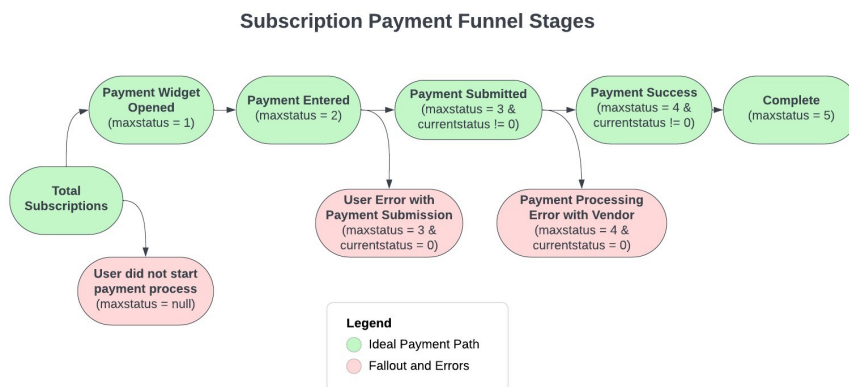 Subscription Payment Funnel Stages
Payment Widget
Opened
(maxstatus = 1)
Payment Entered
(maxstatus = 2)
Payment Submitted
(maxstatus = 3 &
currentstatus != 0)
Payment Success
(maxstatus = 4 &
currentstatus != 0)
Complete
(maxstatus = 5)
Total
Subscriptions
User Error with
Payment Submission
(maxstatus = 3 &
currentstatus = 0)
Payment Processing
Error with Vendor
(maxstatus = 4 &
currentstatus = 0)
User did not start
payment process
(maxstatus = null)
Legend
Ideal Payment Path
Fallout and Errors